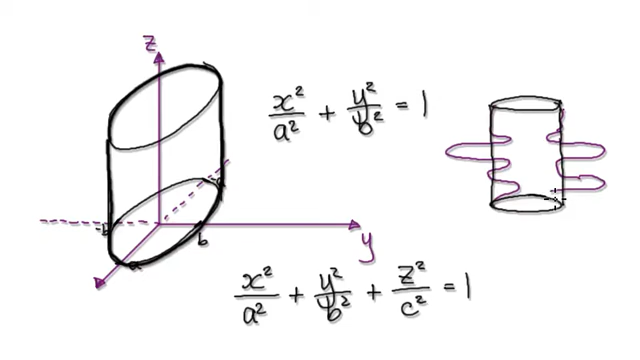 z
x²/a² + y²/b² = 1
-b
b
a
y
x²/a² + y²/b² + z²/c² = 1